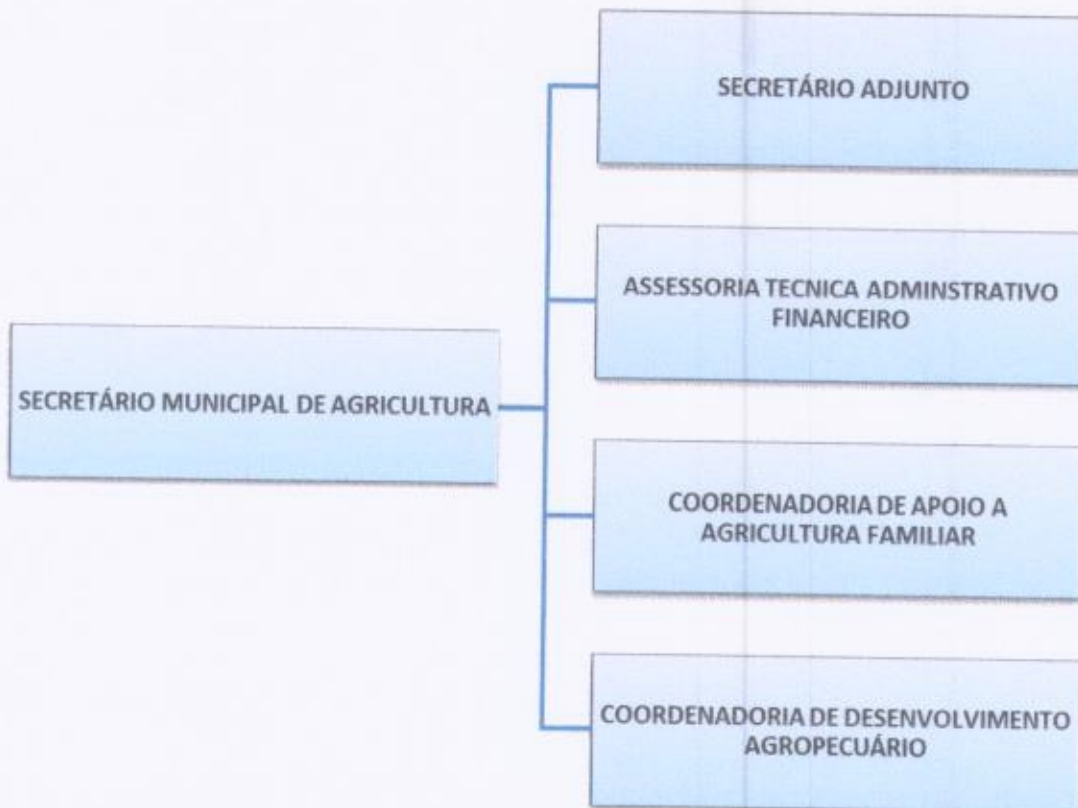 SECRETÁRIO ADJUNTO
ASSESSORIA TECNICA ADMINSTRATIVO
FINANCEIRO
SECRETÁRIO MUNICIPAL DE AGRICULTURA
COORDENADORIA DE APOIO A
AGRICULTURA FAMILIAR
COORDENADORIA DE DESENVOLVIMENTO
AGROPECUÁRIO